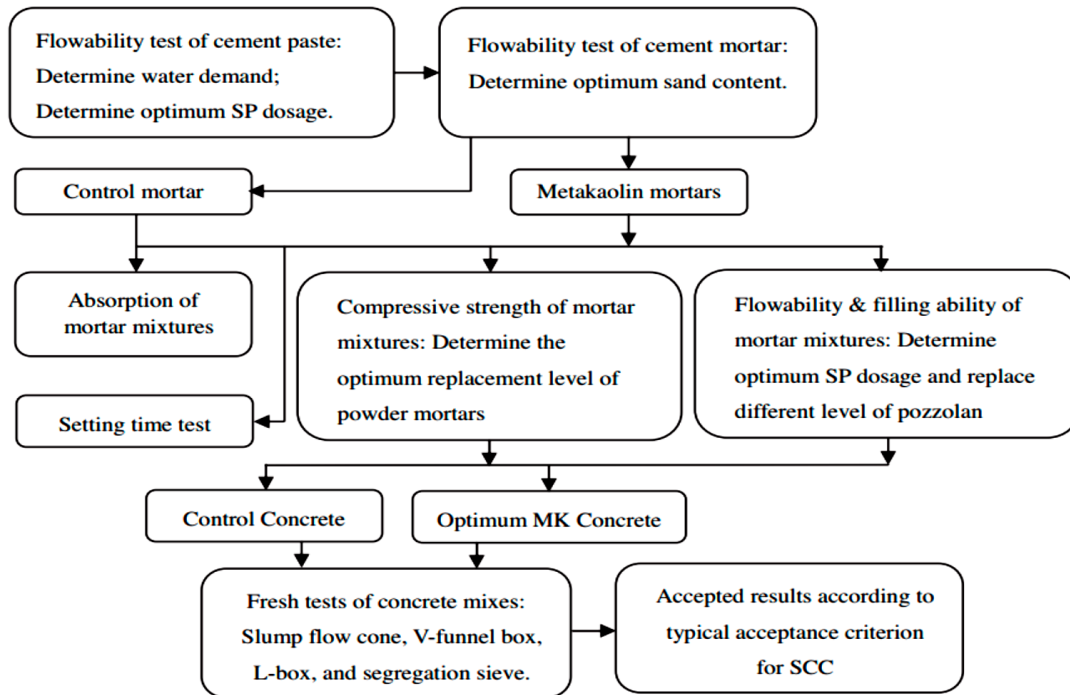 Flowability test of cement paste:
Determine water demand;
Determine optimum SP dosage.
Flowability test of cement mortar:
Determine optimum sand content.
Control mortar
Metakaolin mortars
Absorption of
mortar mixtures
Compressive strength of mortar
mixtures: Determine the
optimum replacement level of
powder mortars
Flowability & filling ability of
mortar mixtures: Determine
optimum SP dosage and replace
different level of pozzolan
Setting time test
Control Concrete
Optimum MK Concrete
Fresh tests of concrete mixes:
Slump flow cone, V-funnel box,
L-box, and segregation sieve.
Accepted results according to
typical acceptance criterion
for SCC